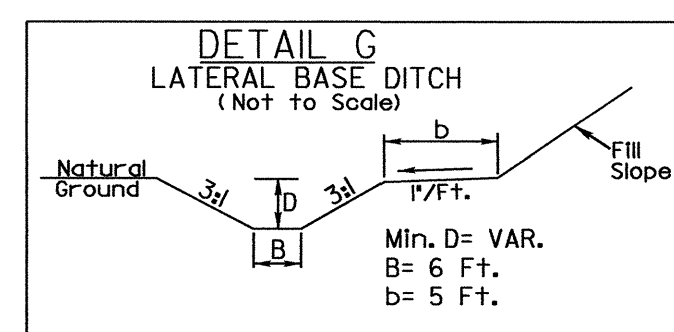 DETAIL G
LATERAL BASE DITCH
(Not to Scale)
b
Natural
Ground
3:1
D
3:1
1"/Ft.
Fill
Slope
B
Min. D= VAR.
B= 6 Ft.
b= 5 Ft.